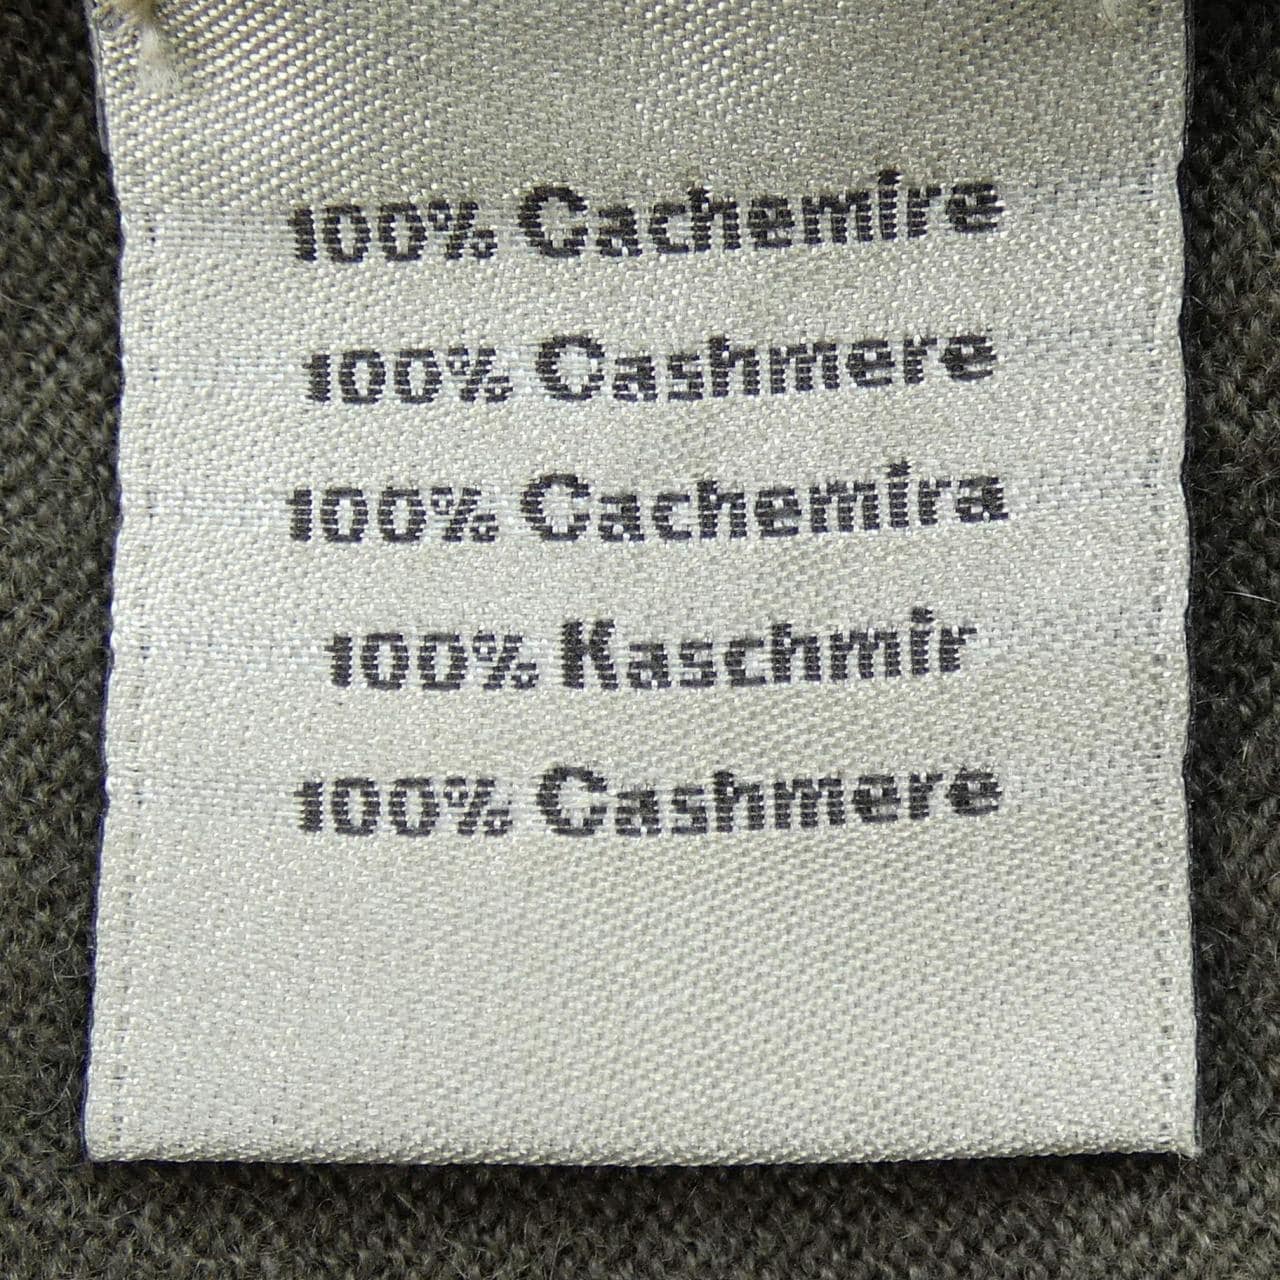 100% Cachemire
100% Cashmere
100% Cachemira
100% Kaschmir
100% Cashmere